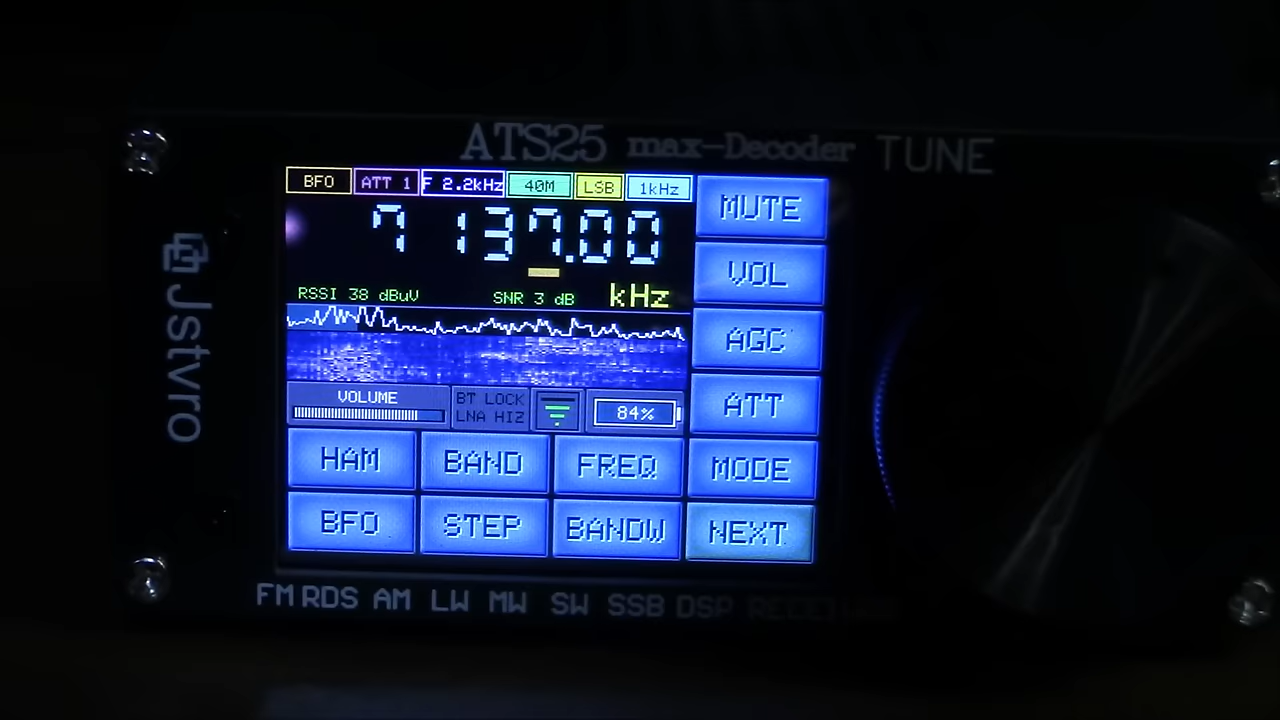 ATS25 max-Decoder TUNE
BFO ATT 1 F 2.2kHz 40M LSB 1kHz
7 137.00
RSSI 38 dBuV SNR 3 dB kHz
MUTE
VOL
AGC
ATT
MODE
NEXT
VOLUME
BT LOCK
LNA HIZ
84%
HAM BAND FREQ
BFO STEP BANDW
Jstvro
FM RDS AM LW MW SW SSB DSP